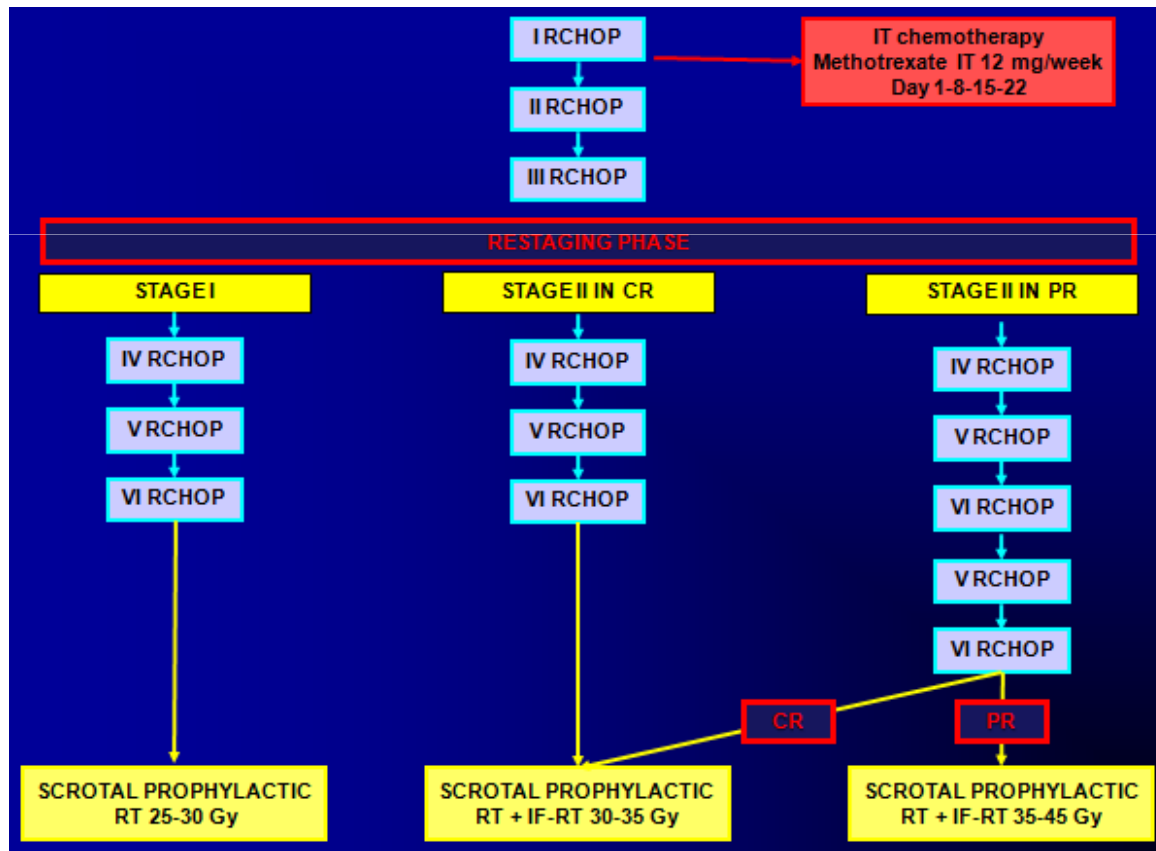 I RCHOP
IT chemotherapy
Methotrexate IT 12 mg/week
Day 1-8-15-22
II RCHOP
III RCHOP
RESTAGING PHASE
STAGE I
STAGE II IN CR
STAGE II IN PR
IV RCHOP
IV RCHOP
IV RCHOP
V RCHOP
V RCHOP
V RCHOP
VI RCHOP
VI RCHOP
VI RCHOP
V RCHOP
VI RCHOP
CR
PR
SCROTAL PROPHYLACTIC
RT 25-30 Gy
SCROTAL PROPHYLACTIC
RT + IF-RT 30-35 Gy
SCROTAL PROPHYLACTIC
RT + IF-RT 35-45 Gy